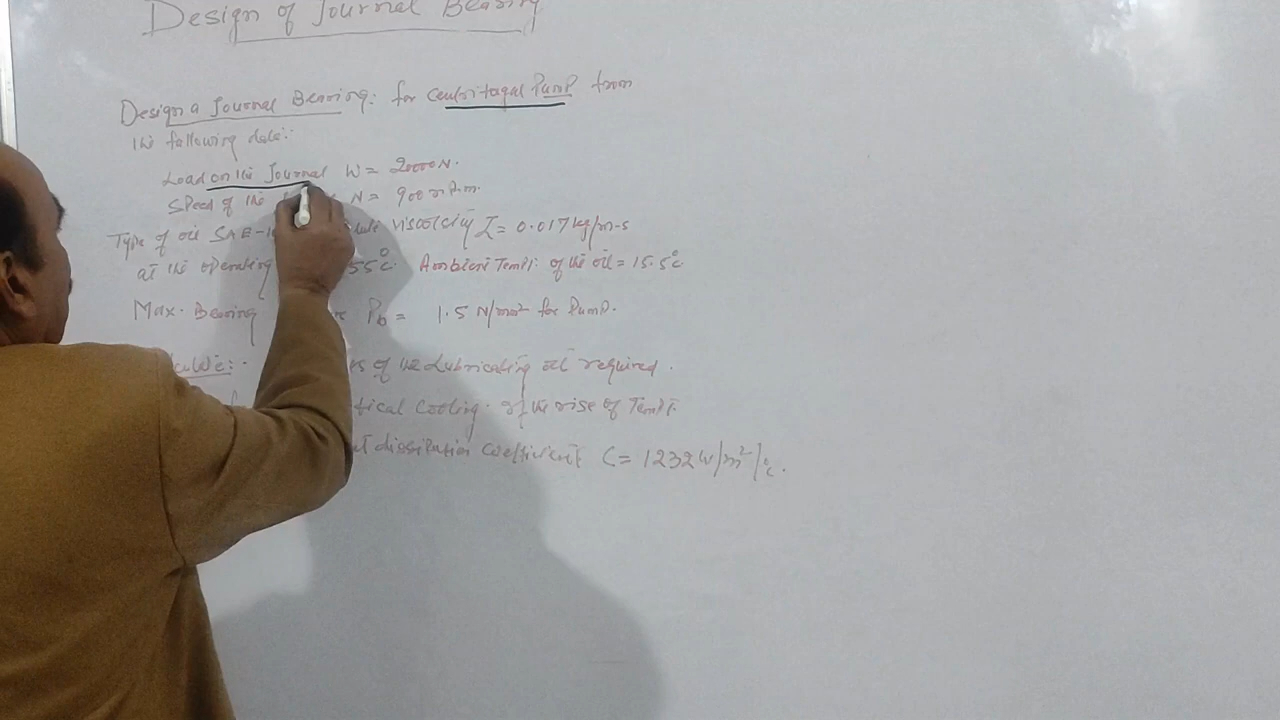 Design of Journal Bearing
Design a Journal Bearing: for Centrifugal Pump from
the following data:-
Load on the Journal W = 20000N.
Speed of the N = 900 r.p.m.
Type of oil SAE-10 viscosity Z = 0.017 kg/m-s
at the operating 55°C. Ambient Temp. of the oil = 15.5°C
Max. Bearing P_b = 1.5 N/mm² for Pump.
of the Lubricating oil required.
Cooling. if the rise of Temp.
dissipation coefficient C = 1232 W/m²/°C.